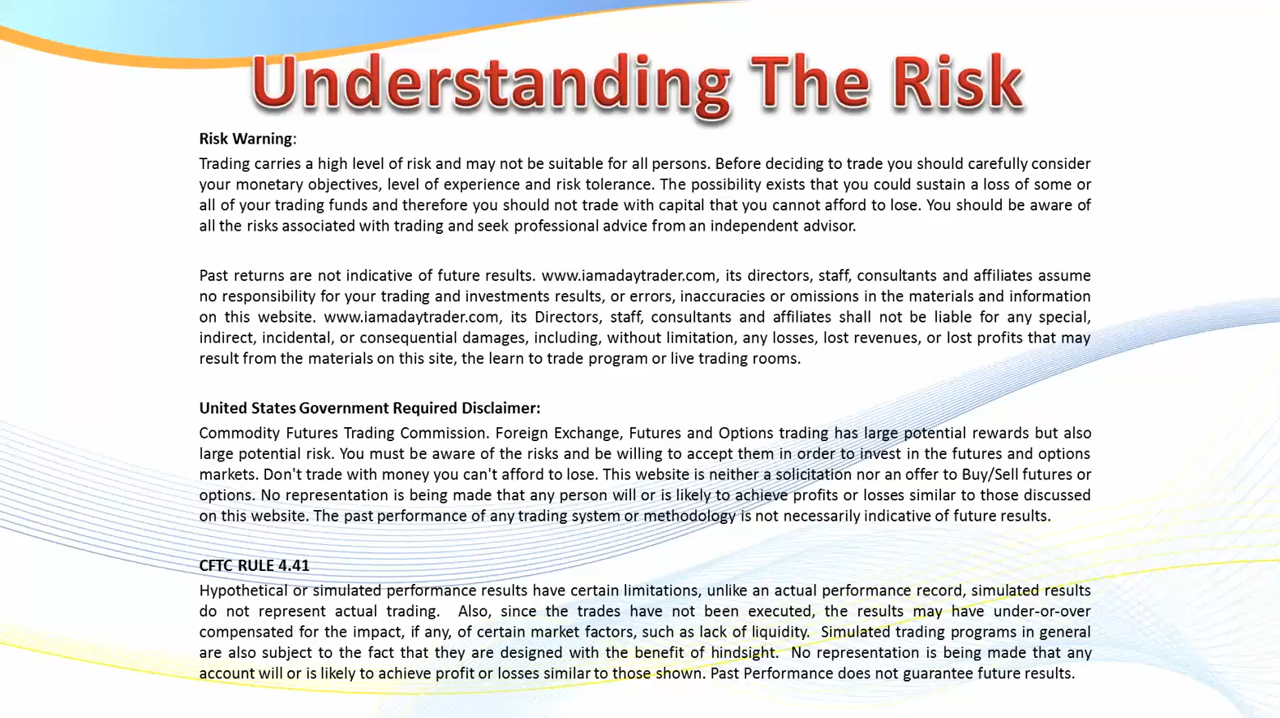 Understanding The Risk
Risk Warning:
Trading carries a high level of risk and may not be suitable for all persons. Before deciding to trade you should carefully consider
your monetary objectives, level of experience and risk tolerance. The possibility exists that you could sustain a loss of some or
all of your trading funds and therefore you should not trade with capital that you cannot afford to lose. You should be aware of
all the risks associated with trading and seek professional advice from an independent advisor.
Past returns are not indicative of future results. www.iamadaytrader.com, its directors, staff, consultants and affiliates assume
no responsibility for your trading and investments results, or errors, inaccuracies or omissions in the materials and information
on this website. www.iamadaytrader.com, its Directors, staff, consultants and affiliates shall not be liable for any special,
indirect, incidental, or consequential damages, including, without limitation, any losses, lost revenues, or lost profits that may
result from the materials on this site, the learn to trade program or live trading rooms.
United States Government Required Disclaimer:
Commodity Futures Trading Commission. Foreign Exchange, Futures and Options trading has large potential rewards but also
large potential risk. You must be aware of the risks and be willing to accept them in order to invest in the futures and options
markets. Don't trade with money you can't afford to lose. This website is neither a solicitation nor an offer to Buy/Sell futures or
options. No representation is being made that any person will or is likely to achieve profits or losses similar to those discussed
on this website. The past performance of any trading system or methodology is not necessarily indicative of future results.
CFTC RULE 4.41
Hypothetical or simulated performance results have certain limitations, unlike an actual performance record, simulated results
do not represent actual trading. Also, since the trades have not been executed, the results may have under-or-over
compensated for the impact, if any, of certain market factors, such as lack of liquidity. Simulated trading programs in general
are also subject to the fact that they are designed with the benefit of hindsight. No representation is being made that any
account will or is likely to achieve profit or losses similar to those shown. Past Performance does not guarantee future results.